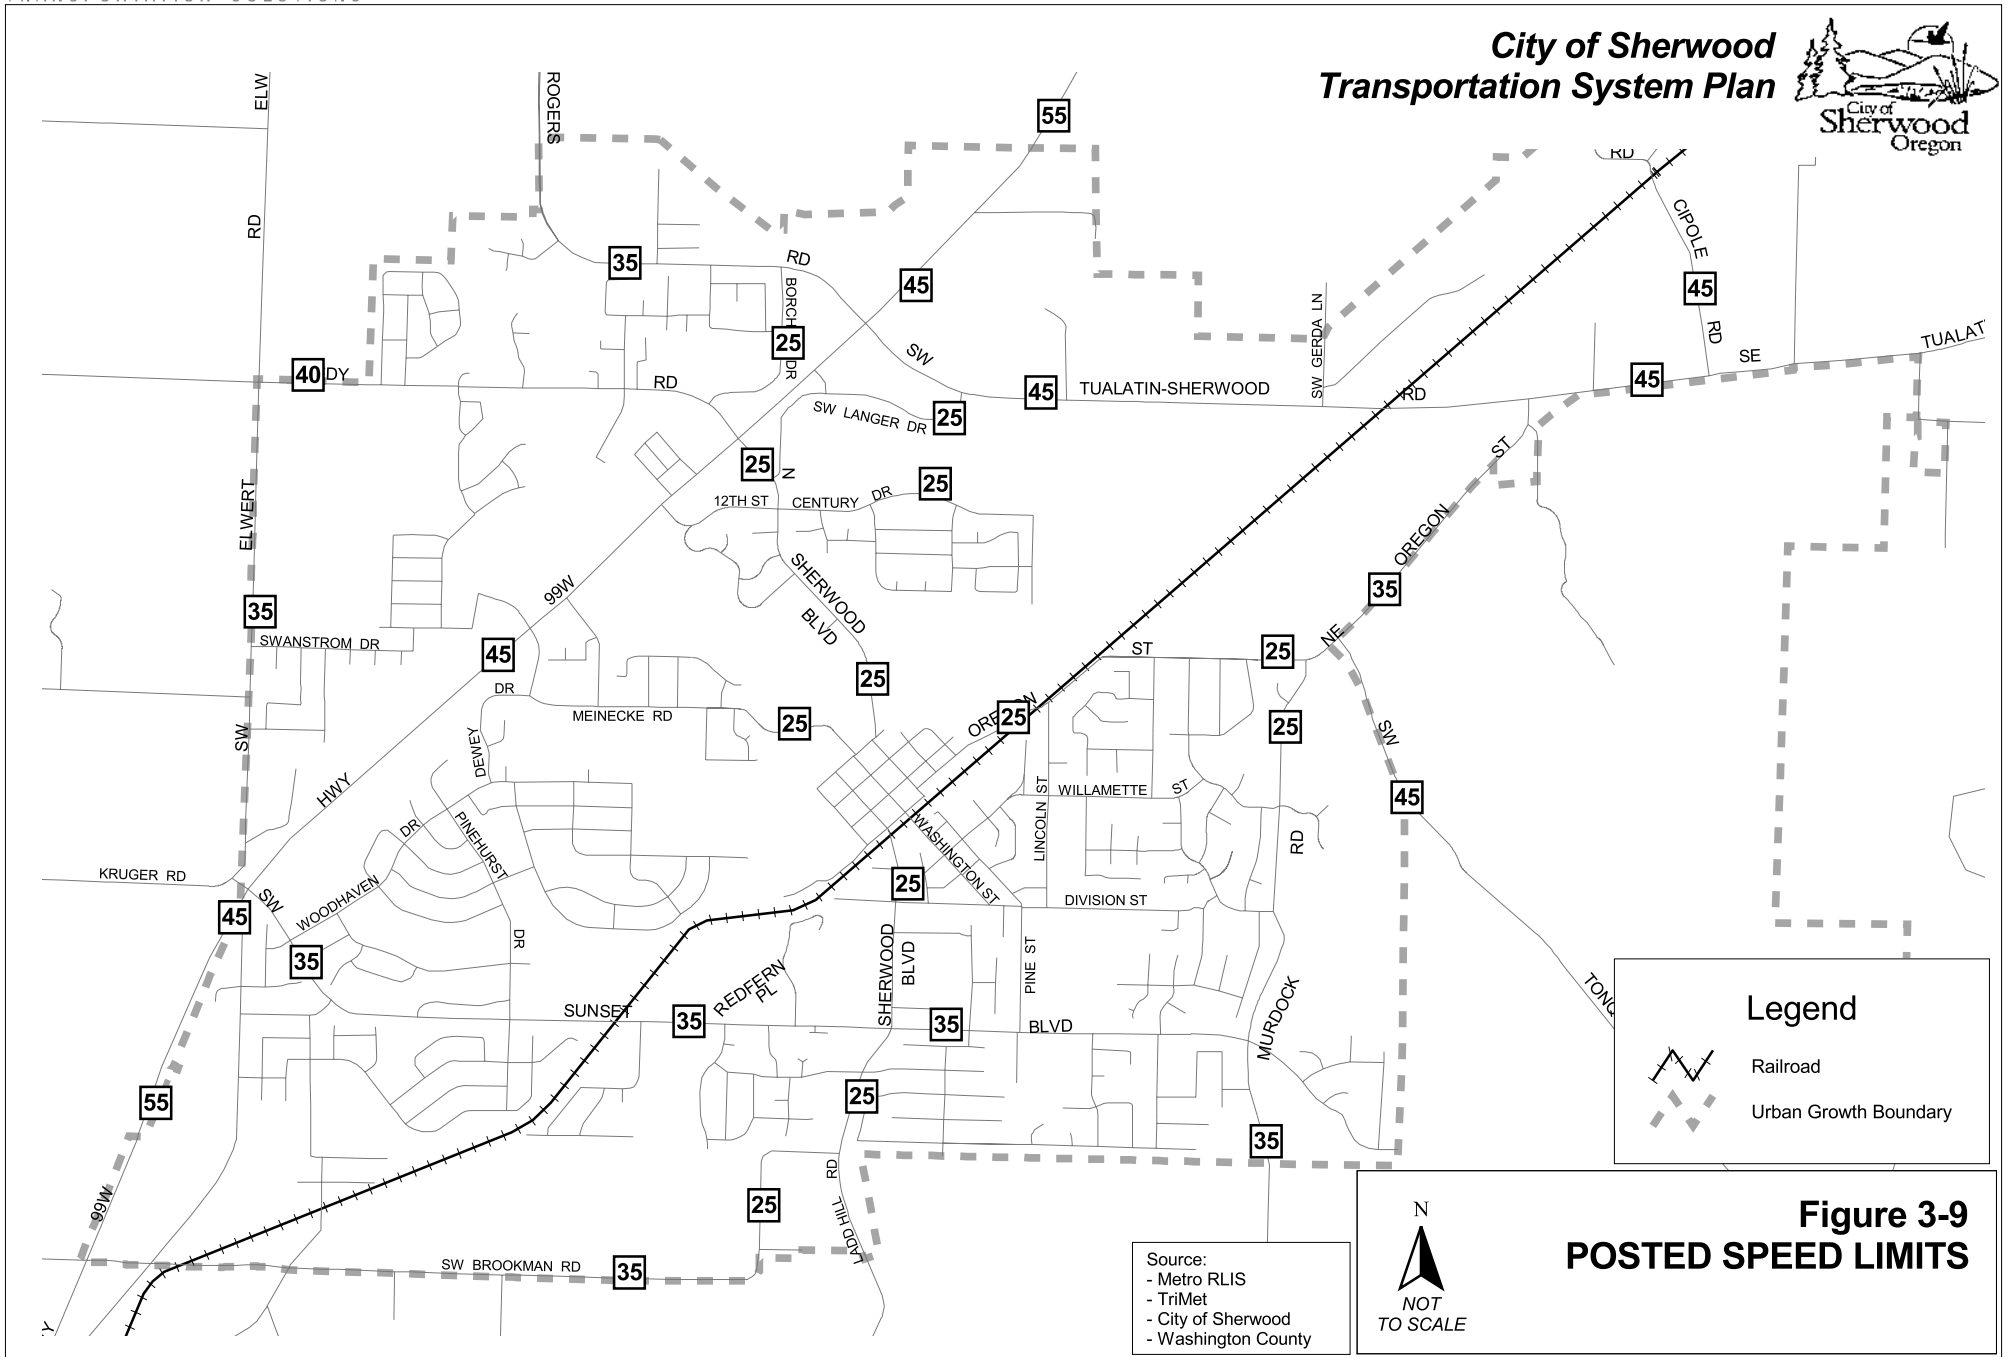 TRANSPORTATION SOLUTIONS
City of Sherwood
Transportation System Plan
City of
Sherwood
Oregon
ELW
ROGERS
55
RD
CIPOLE
RD
35
RD
45
BORCH
DR
45
SW GERDA LN
RD
25
SW
SE
TUALAT
40
DY
RD
45
TUALATIN-SHERWOOD
RD
45
SW LANGER DR
25
ST
25
N
25
12TH ST
CENTURY
DR
ELWERT
OREGON
SHERWOOD
BLVD
99W
35
35
SWANSTROM DR
45
NE
ST
25
DR
25
MEINECKE RD
25
25
25
SW
SW
DEWEY
HWY
LINCOLN ST
WILLAMETTE
ST
45
DR
PINEHURST
WASHINGTON ST
RD
KRUGER RD
SW
WOODHAVEN
25
DIVISION ST
45
DR
35
SHERWOOD
BLVD
PINE ST
REDFERN
PL
MURDOCK
SUNSET
35
35
BLVD
55
25
35
99W
25
RD
LADD HILL
SW BROOKMAN RD
35
Legend
Railroad
Urban Growth Boundary
Source:
- Metro RLIS
- TriMet
- City of Sherwood
- Washington County
N
NOT
TO SCALE
Figure 3-9
POSTED SPEED LIMITS